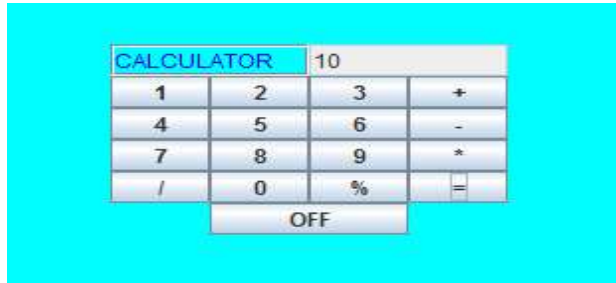 CALCULATOR 10
1 2 3 +
4 5 6 -
7 8 9 *
/ 0 % =
OFF